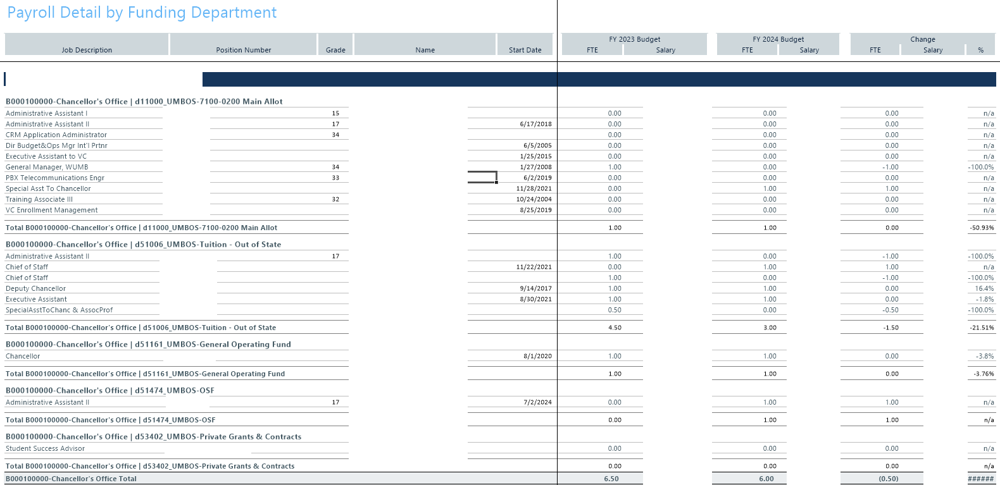 Payroll Detail by Funding Department
FY 2023 Budget FY 2024 Budget Change
Job Description Position Number Grade Name Start Date FTE Salary FTE Salary FTE Salary %
B000100000-Chancellor's Office | d11000_UMBOS-7100-0200 Main Allot
Administrative Assistant I 15 0.00 0.00 0.00 n/a
Administrative Assistant II 17 6/17/2018 0.00 0.00 0.00 n/a
CRM Application Administrator 34 0.00 0.00 0.00 n/a
Dir Budget&Ops Mgr Int'l Prtnr 6/5/2005 0.00 0.00 0.00 n/a
Executive Assistant to VC 1/25/2015 0.00 0.00 0.00 n/a
General Manager, WUMB 34 1/27/2008 1.00 0.00 -1.00 -100.0%
PBX Telecommunications Engr 33 6/2/2019 0.00 0.00 0.00 n/a
Special Asst To Chancellor 11/28/2021 0.00 1.00 1.00 n/a
Training Associate III 32 10/24/2004 0.00 0.00 0.00 n/a
VC Enrollment Management 8/25/2019 0.00 0.00 0.00 n/a
Total B000100000-Chancellor's Office | d11000_UMBOS-7100-0200 Main Allot 1.00 1.00 0.00 -50.93%
B000100000-Chancellor's Office | d51006_UMBOS-Tuition - Out of State
Administrative Assistant II 17 1.00 0.00 -1.00 -100.0%
Chief of Staff 11/22/2021 0.00 1.00 1.00 n/a
Chief of Staff 1.00 0.00 -1.00 -100.0%
Deputy Chancellor 9/14/2017 1.00 1.00 0.00 16.4%
Executive Assistant 8/30/2021 1.00 1.00 0.00 -1.8%
SpecialAsstToChanc & AssocProf 0.50 0.00 -0.50 -100.0%
Total B000100000-Chancellor's Office | d51006_UMBOS-Tuition - Out of State 4.50 3.00 -1.50 -21.51%
B000100000-Chancellor's Office | d51161_UMBOS-General Operating Fund
Chancellor 8/1/2020 1.00 1.00 0.00 -3.8%
Total B000100000-Chancellor's Office | d51161_UMBOS-General Operating Fund 1.00 1.00 0.00 -3.76%
B000100000-Chancellor's Office | d51474_UMBOS-OSF
Administrative Assistant II 17 7/2/2024 0.00 1.00 1.00 n/a
Total B000100000-Chancellor's Office | d51474_UMBOS-OSF 0.00 1.00 1.00 n/a
B000100000-Chancellor's Office | d53402_UMBOS-Private Grants & Contracts
Student Success Advisor 0.00 0.00 0.00 n/a
Total B000100000-Chancellor's Office | d53402_UMBOS-Private Grants & Contracts 0.00 0.00 0.00 n/a
B000100000-Chancellor's Office Total 6.50 6.00 (0.50) ######